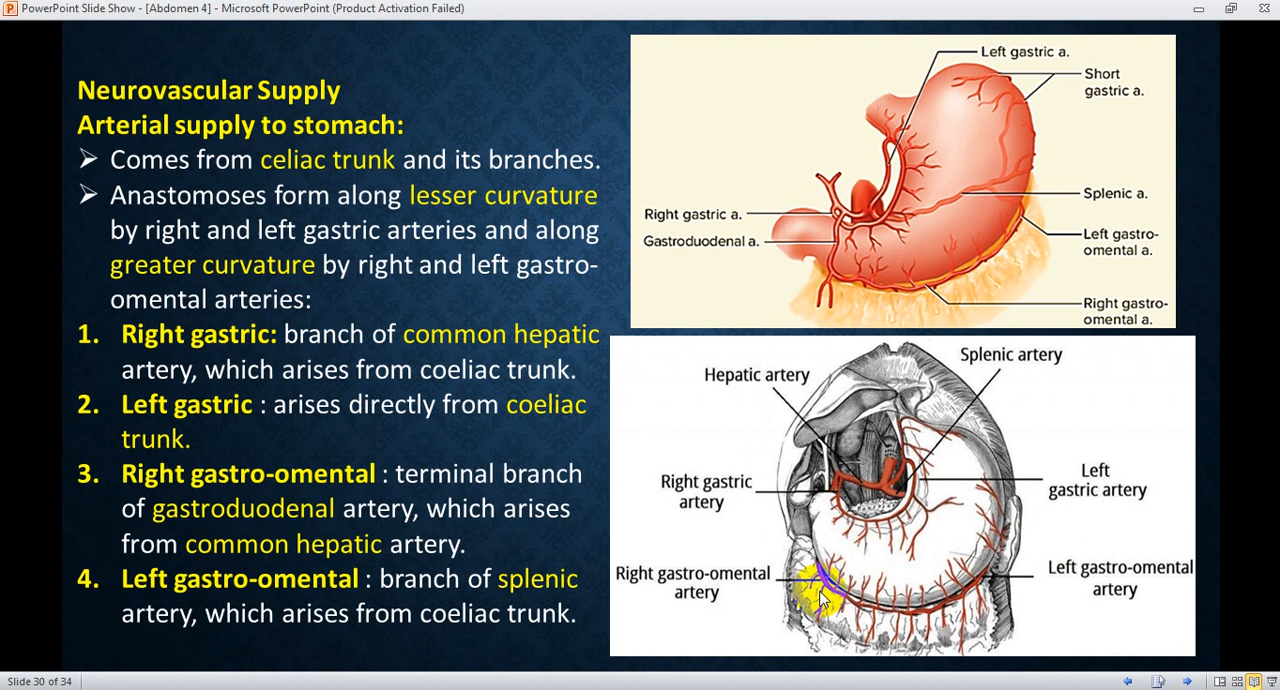 PowerPoint Slide Show - [Abdomen 4] - Microsoft PowerPoint (Product Activation Failed)
Neurovascular Supply
Arterial supply to stomach:
➢ Comes from celiac trunk and its branches.
➢ Anastomoses form along lesser curvature
by right and left gastric arteries and along
greater curvature by right and left gastro-
omental arteries:
1. Right gastric: branch of common hepatic
artery, which arises from coeliac trunk.
2. Left gastric : arises directly from coeliac
trunk.
3. Right gastro-omental : terminal branch
of gastroduodenal artery, which arises
from common hepatic artery.
4. Left gastro-omental : branch of splenic
artery, which arises from coeliac trunk.
Left gastric a.
Short
gastric a.
Splenic a.
Right gastric a.
Gastroduodenal a.
Left gastro-
omental a.
Right gastro-
omental a.
Splenic artery
Hepatic artery
Right gastric
artery
Left
gastric artery
Right gastro-omental
artery
Left gastro-omental
artery
Slide 30 of 34